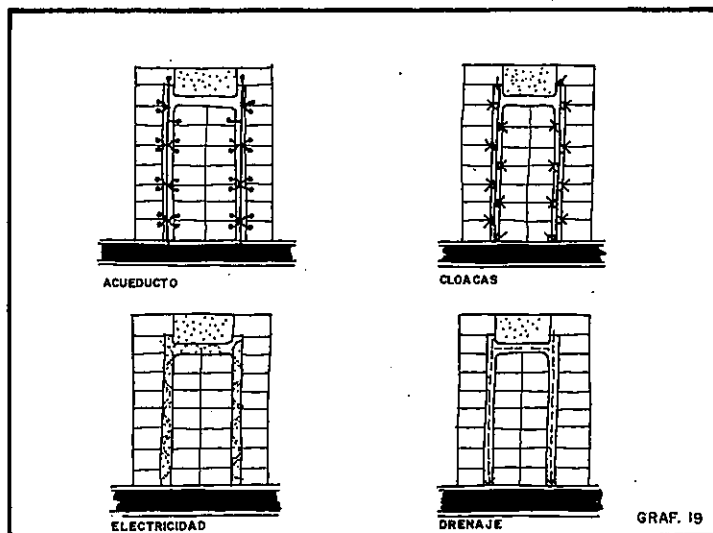 ACUEDUCTO
CLOACAS
ELECTRICIDAD
DRENAJE
GRAF. 19